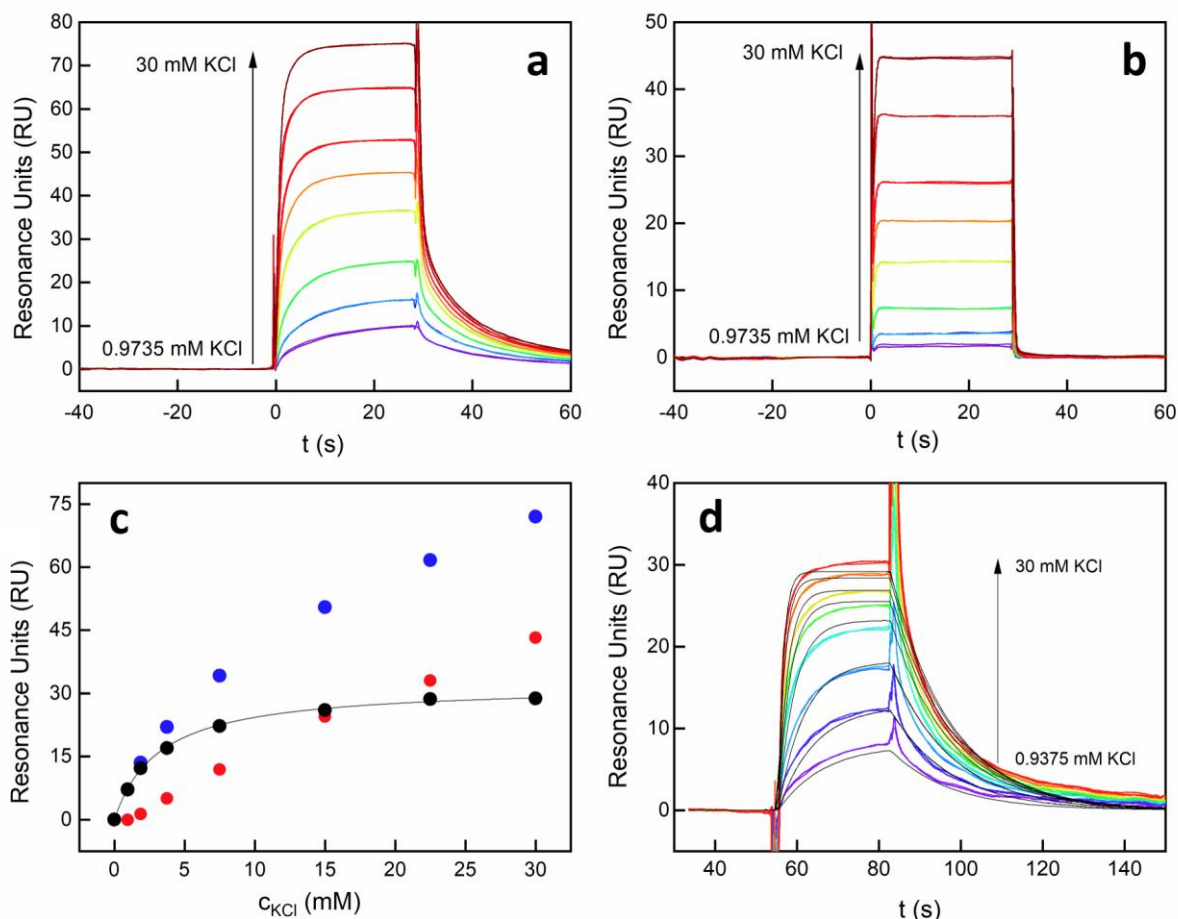 a
Resonance Units (RU)
80
70
60
50
40
30
20
10
0
30 mM KCl
0.9735 mM KCl
-40 -20 0 20 40 60
t (s)
b
Resonance Units (RU)
50
40
30
20
10
0
30 mM KCl
0.9735 mM KCl
-40 -20 0 20 40 60
t (s)
c
Resonance Units (RU)
75
60
45
30
15
0
0 5 10 15 20 25 30
cKCl (mM)
d
Resonance Units (RU)
40
30
20
10
0
30 mM KCl
0.9375 mM KCl
40 60 80 100 120 140
t (s)